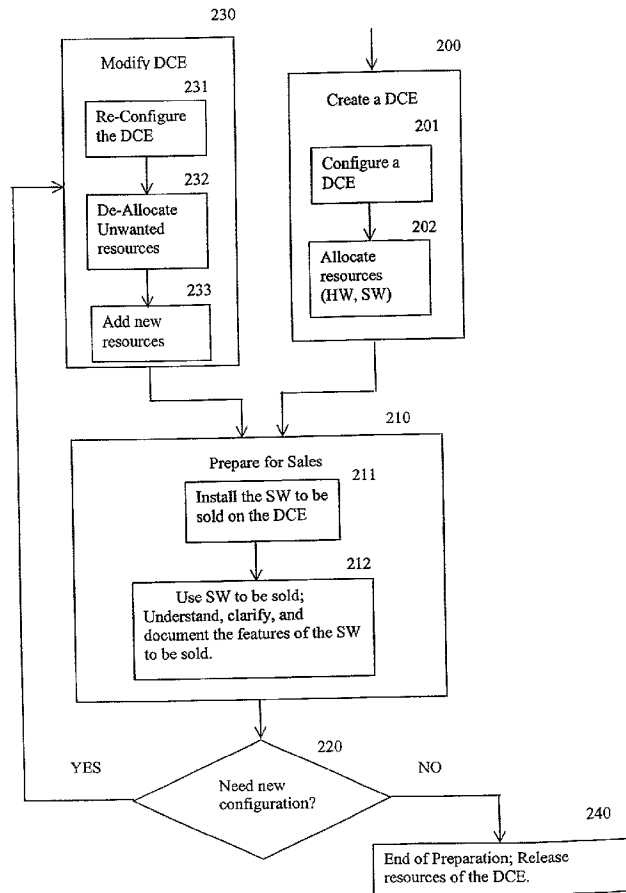 230
Modify DCE
231
Re-Configure
the DCE
232
De-Allocate
Unwanted
resources
233
Add new
resources
200
Create a DCE
201
Configure a
DCE
202
Allocate
resources
(HW, SW)
210
Prepare for Sales
211
Install the SW to be
sold on the DCE
212
Use SW to be sold;
Understand, clarify, and
document the features of the SW
to be sold.
220
YES
Need new
configuration?
NO
240
End of Preparation; Release
resources of the DCE.